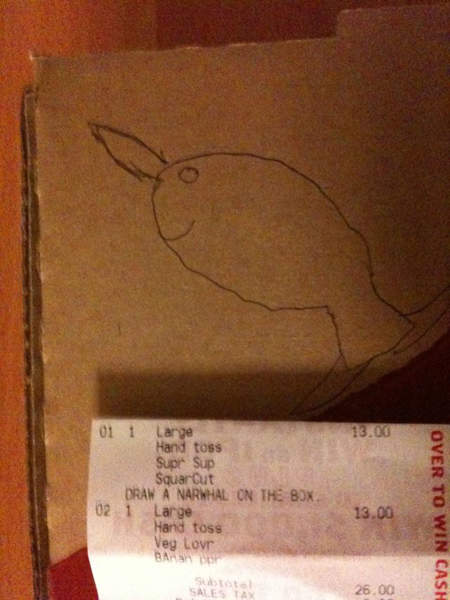 01 1 Large 13.00
Hand toss
Supr Sup
SquarCut
DRAW A NARWHAL ON THE BOX.
02 1 Large 13.00
Hand toss
Veg Lovr
BAnan ppr
Subtotal 26.00
SALES TAX
OVER TO WIN CASH